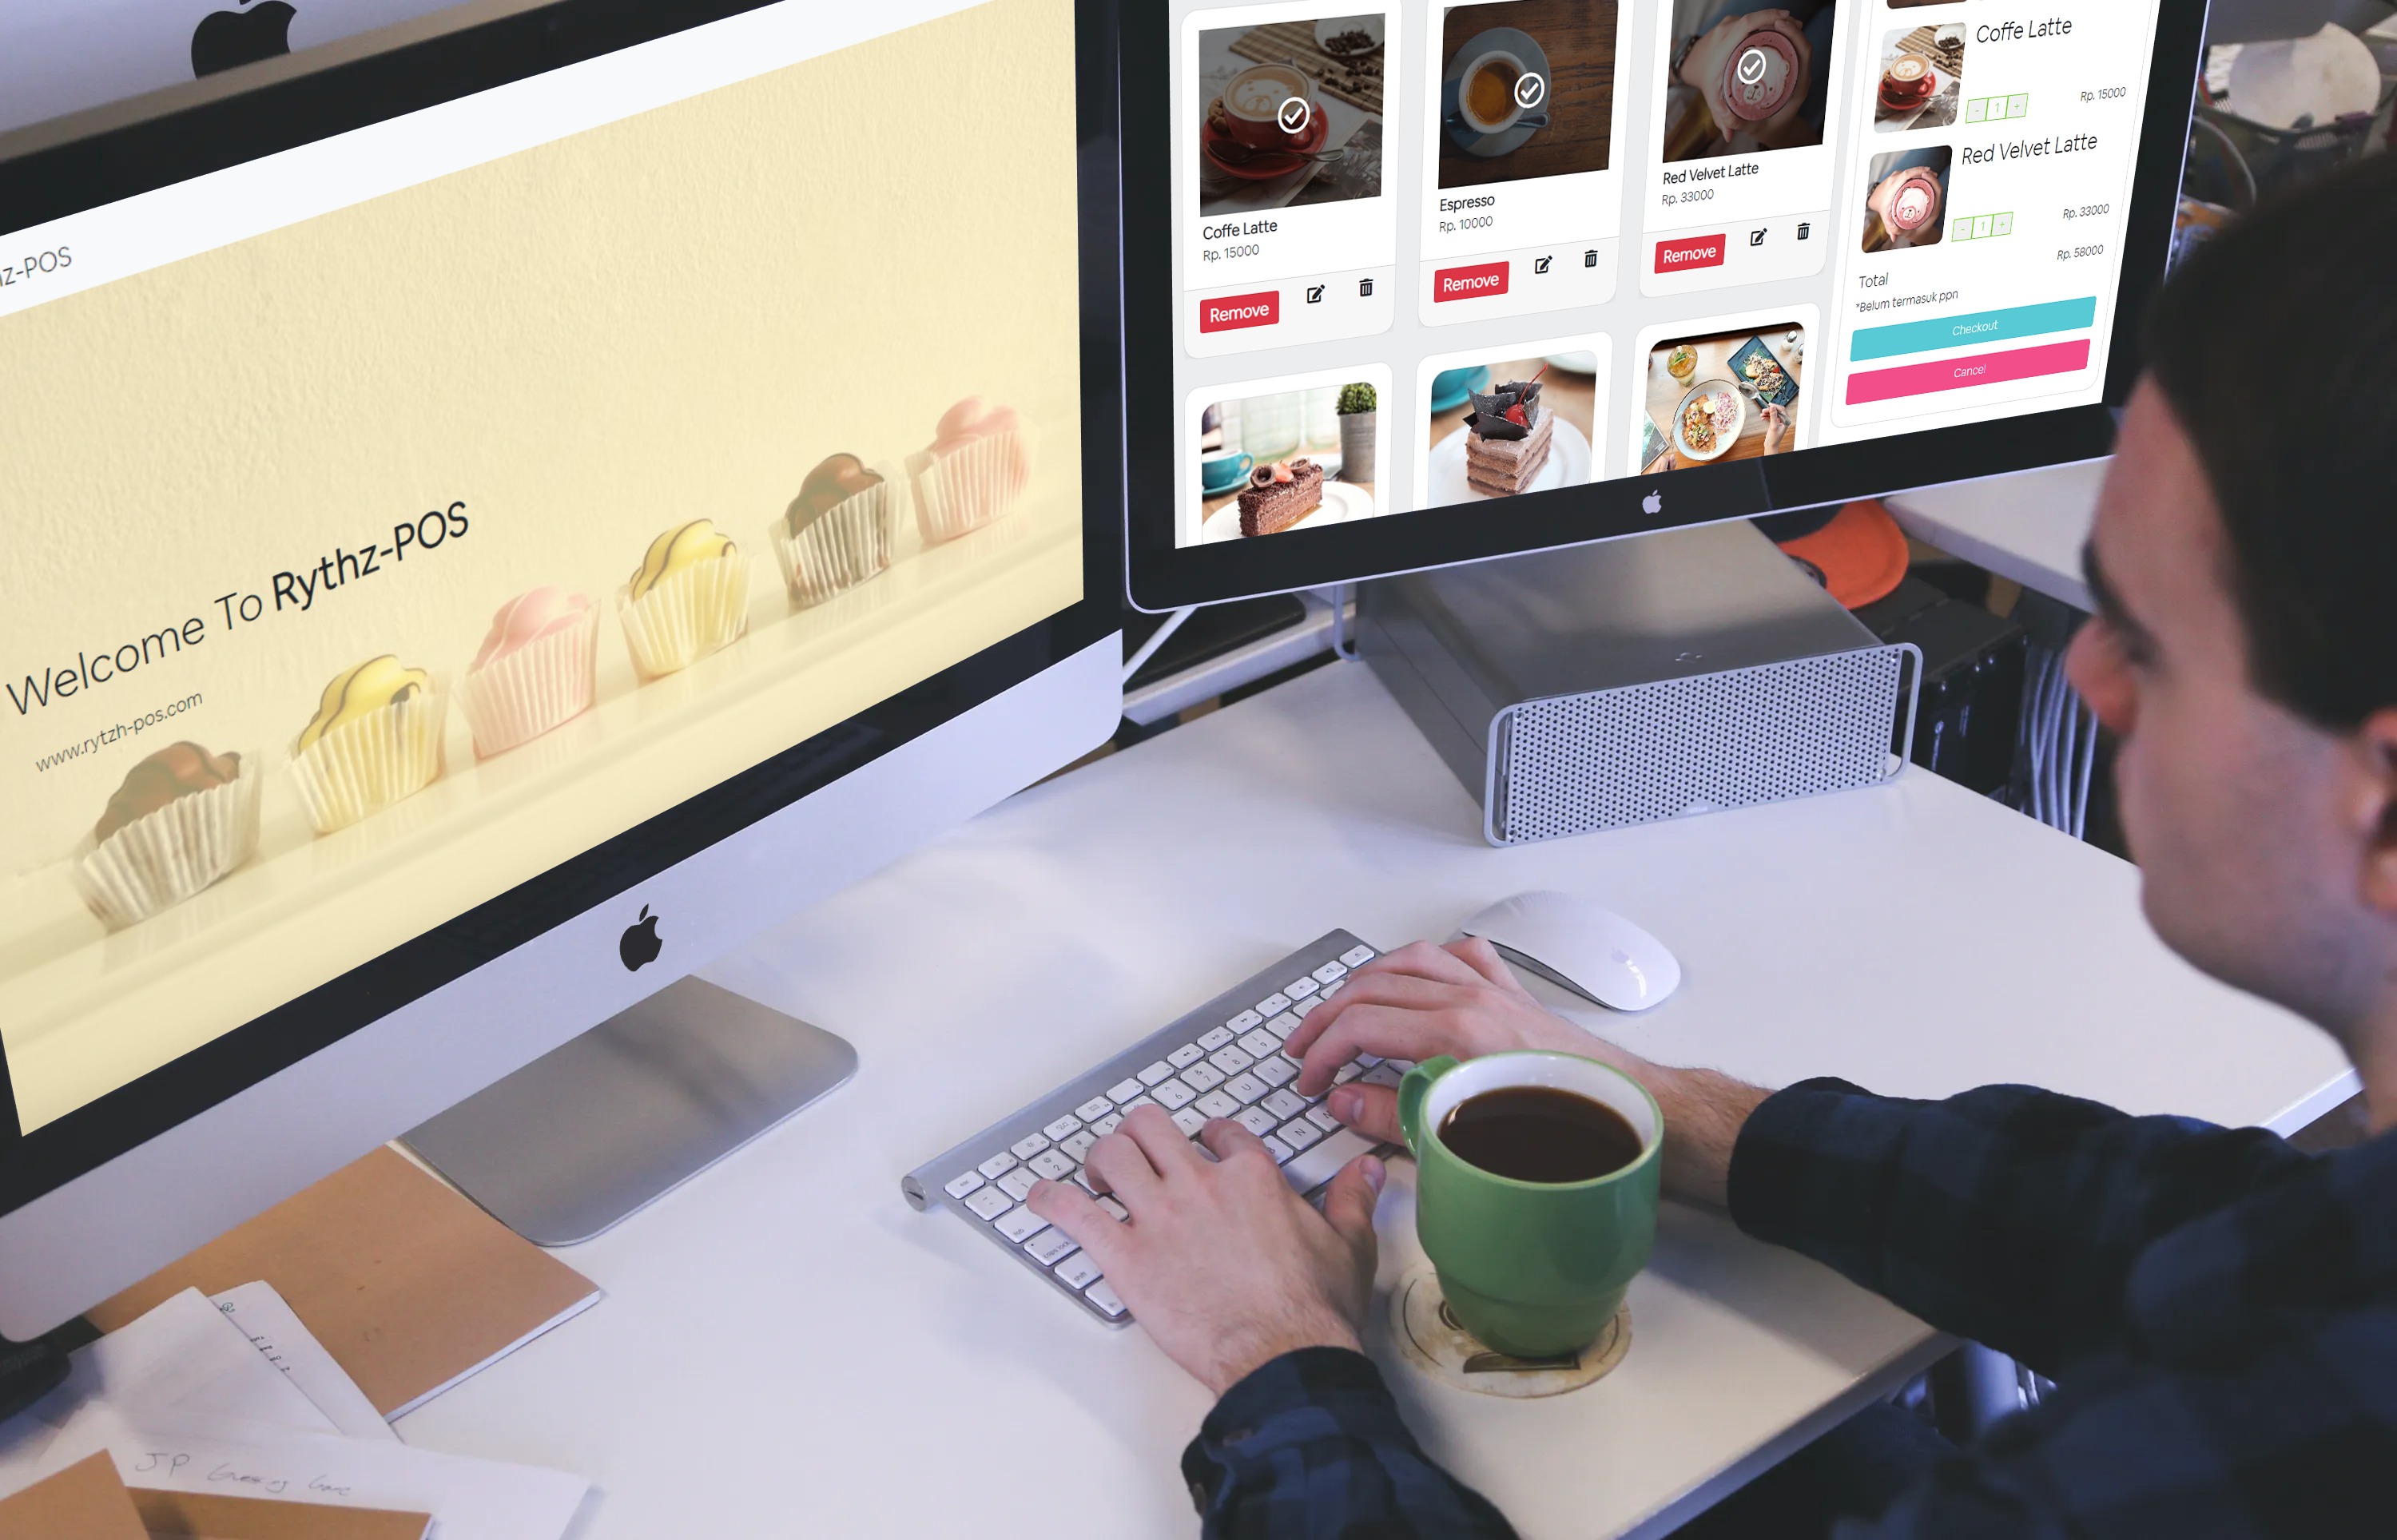 z-POS
Welcome To Rythz-POS
www.rytzh-pos.com
Coffe Latte
Rp. 15000
Remove
Espresso
Rp. 10000
Remove
Red Velvet Latte
Rp. 33000
Remove
Coffe Latte
- 1 +
Rp. 15000
Red Velvet Latte
- 1 +
Rp. 33000
Total
Rp. 58000
*Belum termasuk ppn
Checkout
Cancel
JP